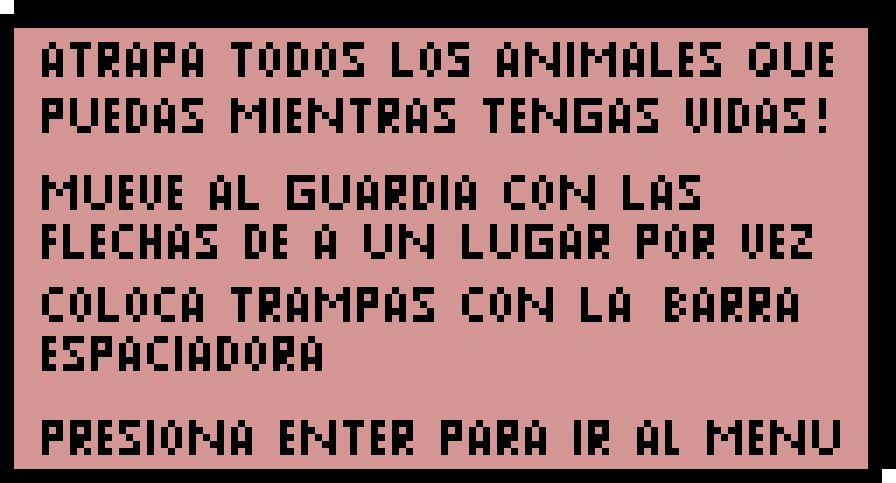 ATRAPA TODOS LOS ANIMALES QUE
PUEDAS MIENTRAS TENGAS VIDAS!
MUEVE AL GUARDIA CON LAS
FLECHAS DE A UN LUGAR POR VEZ
COLOCA TRAMPAS CON LA BARRA
ESPACIADORA
PRESIONA ENTER PARA IR AL MENU